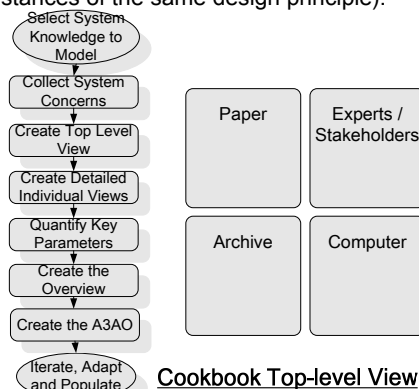 stances of the same design principle).
Select System
Knowledge to
Model
Collect System
Concerns
Create Top Level
View
Create Detailed
Individual Views
Quantify Key
Parameters
Create the
Overview
Create the A3AO
Iterate, Adapt
and Populate
Paper
Experts /
Stakeholders
Archive
Computer
Cookbook Top-level View